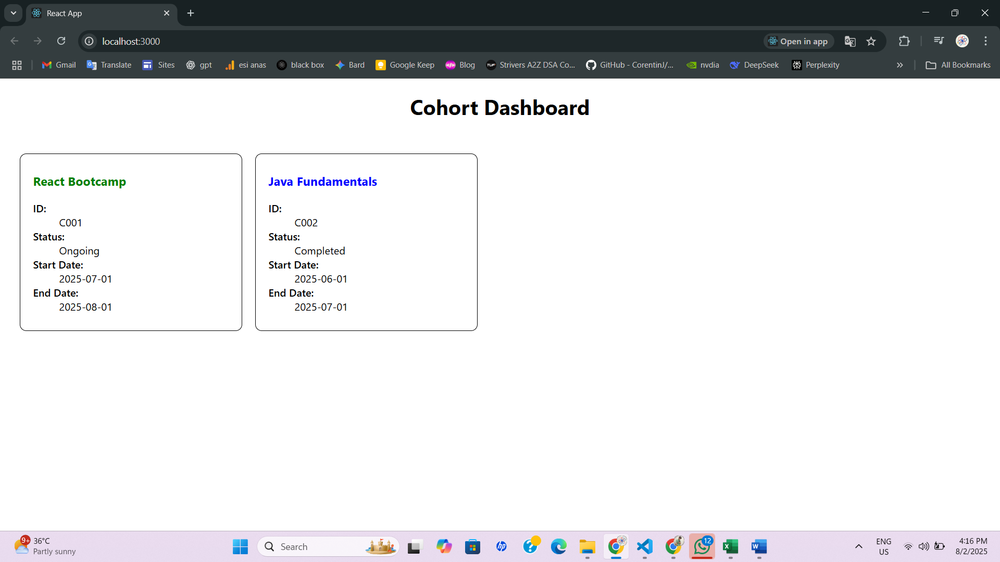 React App
localhost:3000
Open in app
Gmail
Translate
Sites
gpt
esi anas
black box
Bard
Google Keep
Blog
TUF
Strivers A2Z DSA Co...
GitHub - CorentinJ/...
nvdia
DeepSeek
Perplexity
All Bookmarks
Cohort Dashboard
React Bootcamp
ID:
C001
Status:
Ongoing
Start Date:
2025-07-01
End Date:
2025-08-01
Java Fundamentals
ID:
C002
Status:
Completed
Start Date:
2025-06-01
End Date:
2025-07-01
9+
36°C
Partly sunny
Search
hp
12
ENG
US
4:16 PM
8/2/2025